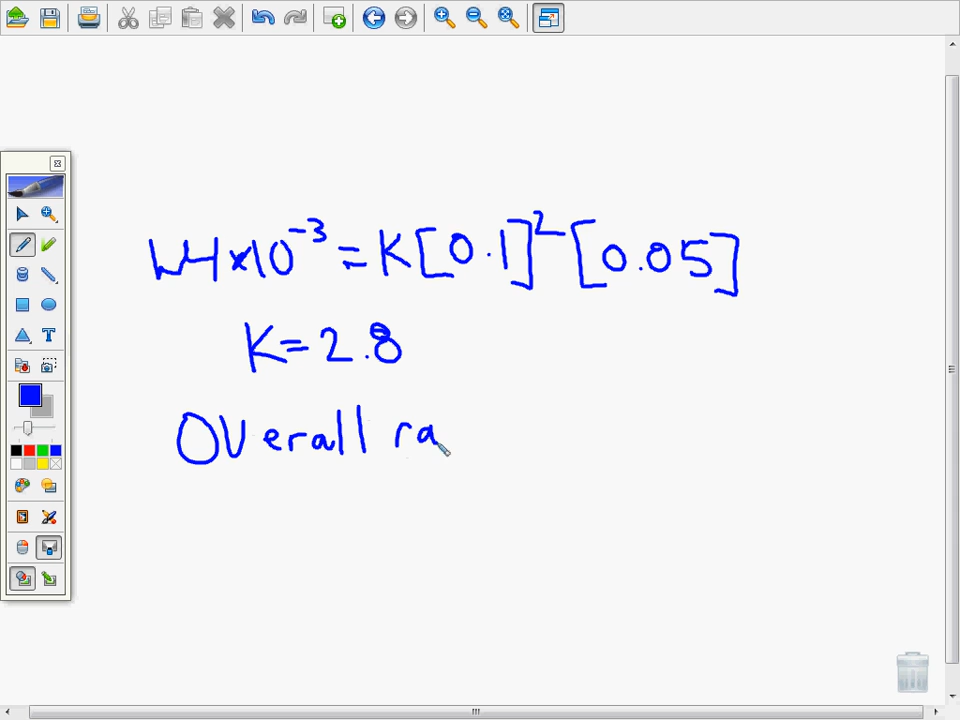 1.4×10⁻³ = K[0.1]² [0.05]
K = 2.8
Overall ra